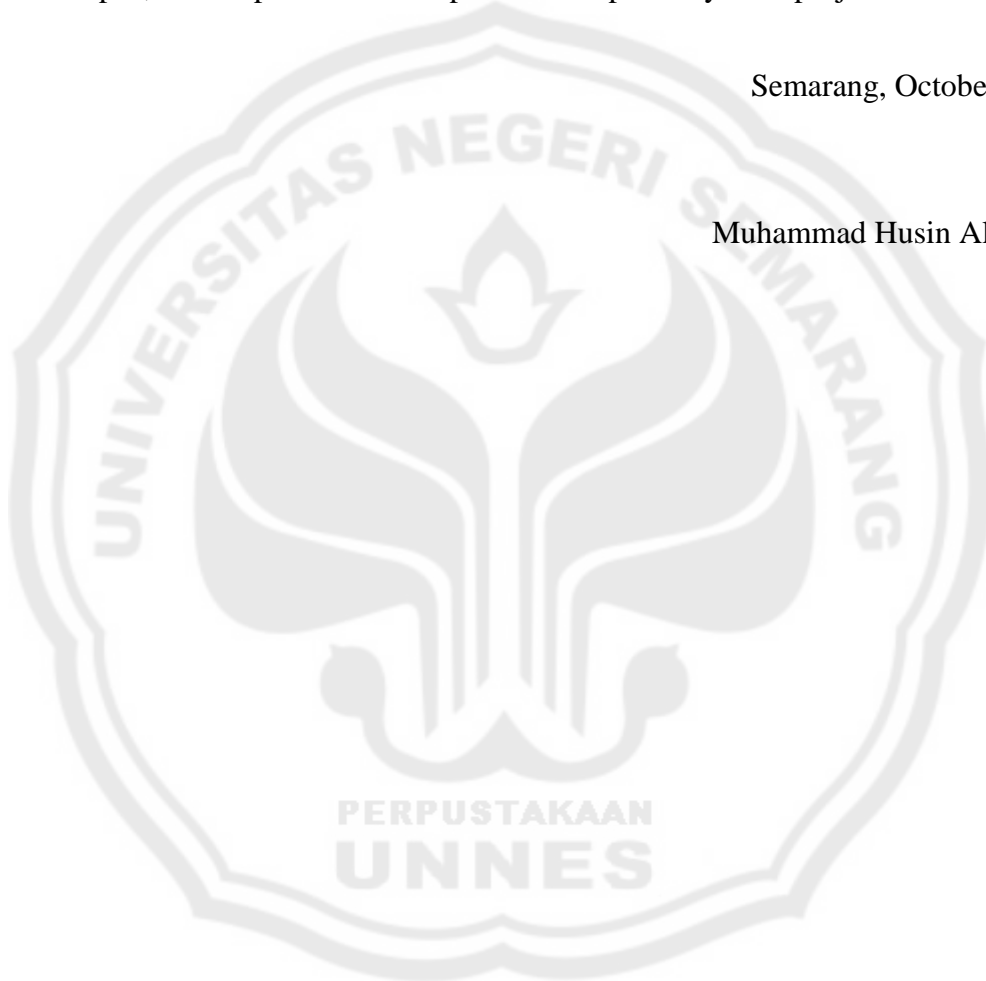 Semarang, Octobe
Muhammad Husin Al
UNIVERSITAS NEGERI SEMARANG
PERPUSTAKAAN
UNNES